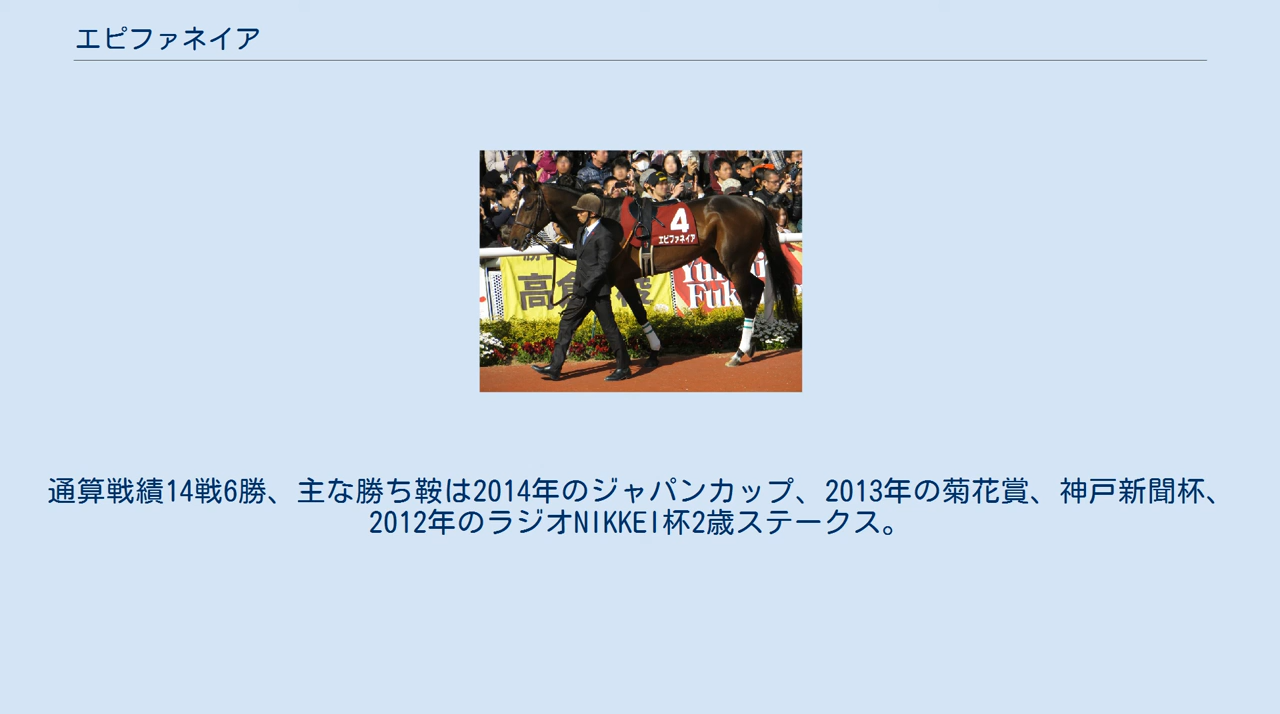 エピファネイア
4
エピファネイア
Fuk
通算戦績14戦6勝、主な勝ち鞍は2014年のジャパンカップ、2013年の菊花賞、神戸新聞杯、
2012年のラジオNIKKEI杯2歳ステークス。